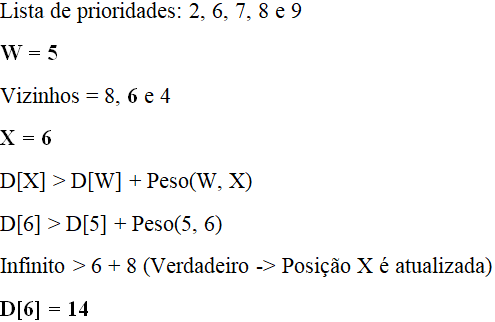 Lista de prioridades: 2, 6, 7, 8 e 9
W = 5
Vizinhos = 8, 6 e 4
X = 6
D[X] > D[W] + Peso(W, X)
D[6] > D[5] + Peso(5, 6)
Infinito > 6 + 8 (Verdadeiro -> Posição X é atualizada)
D[6] = 14